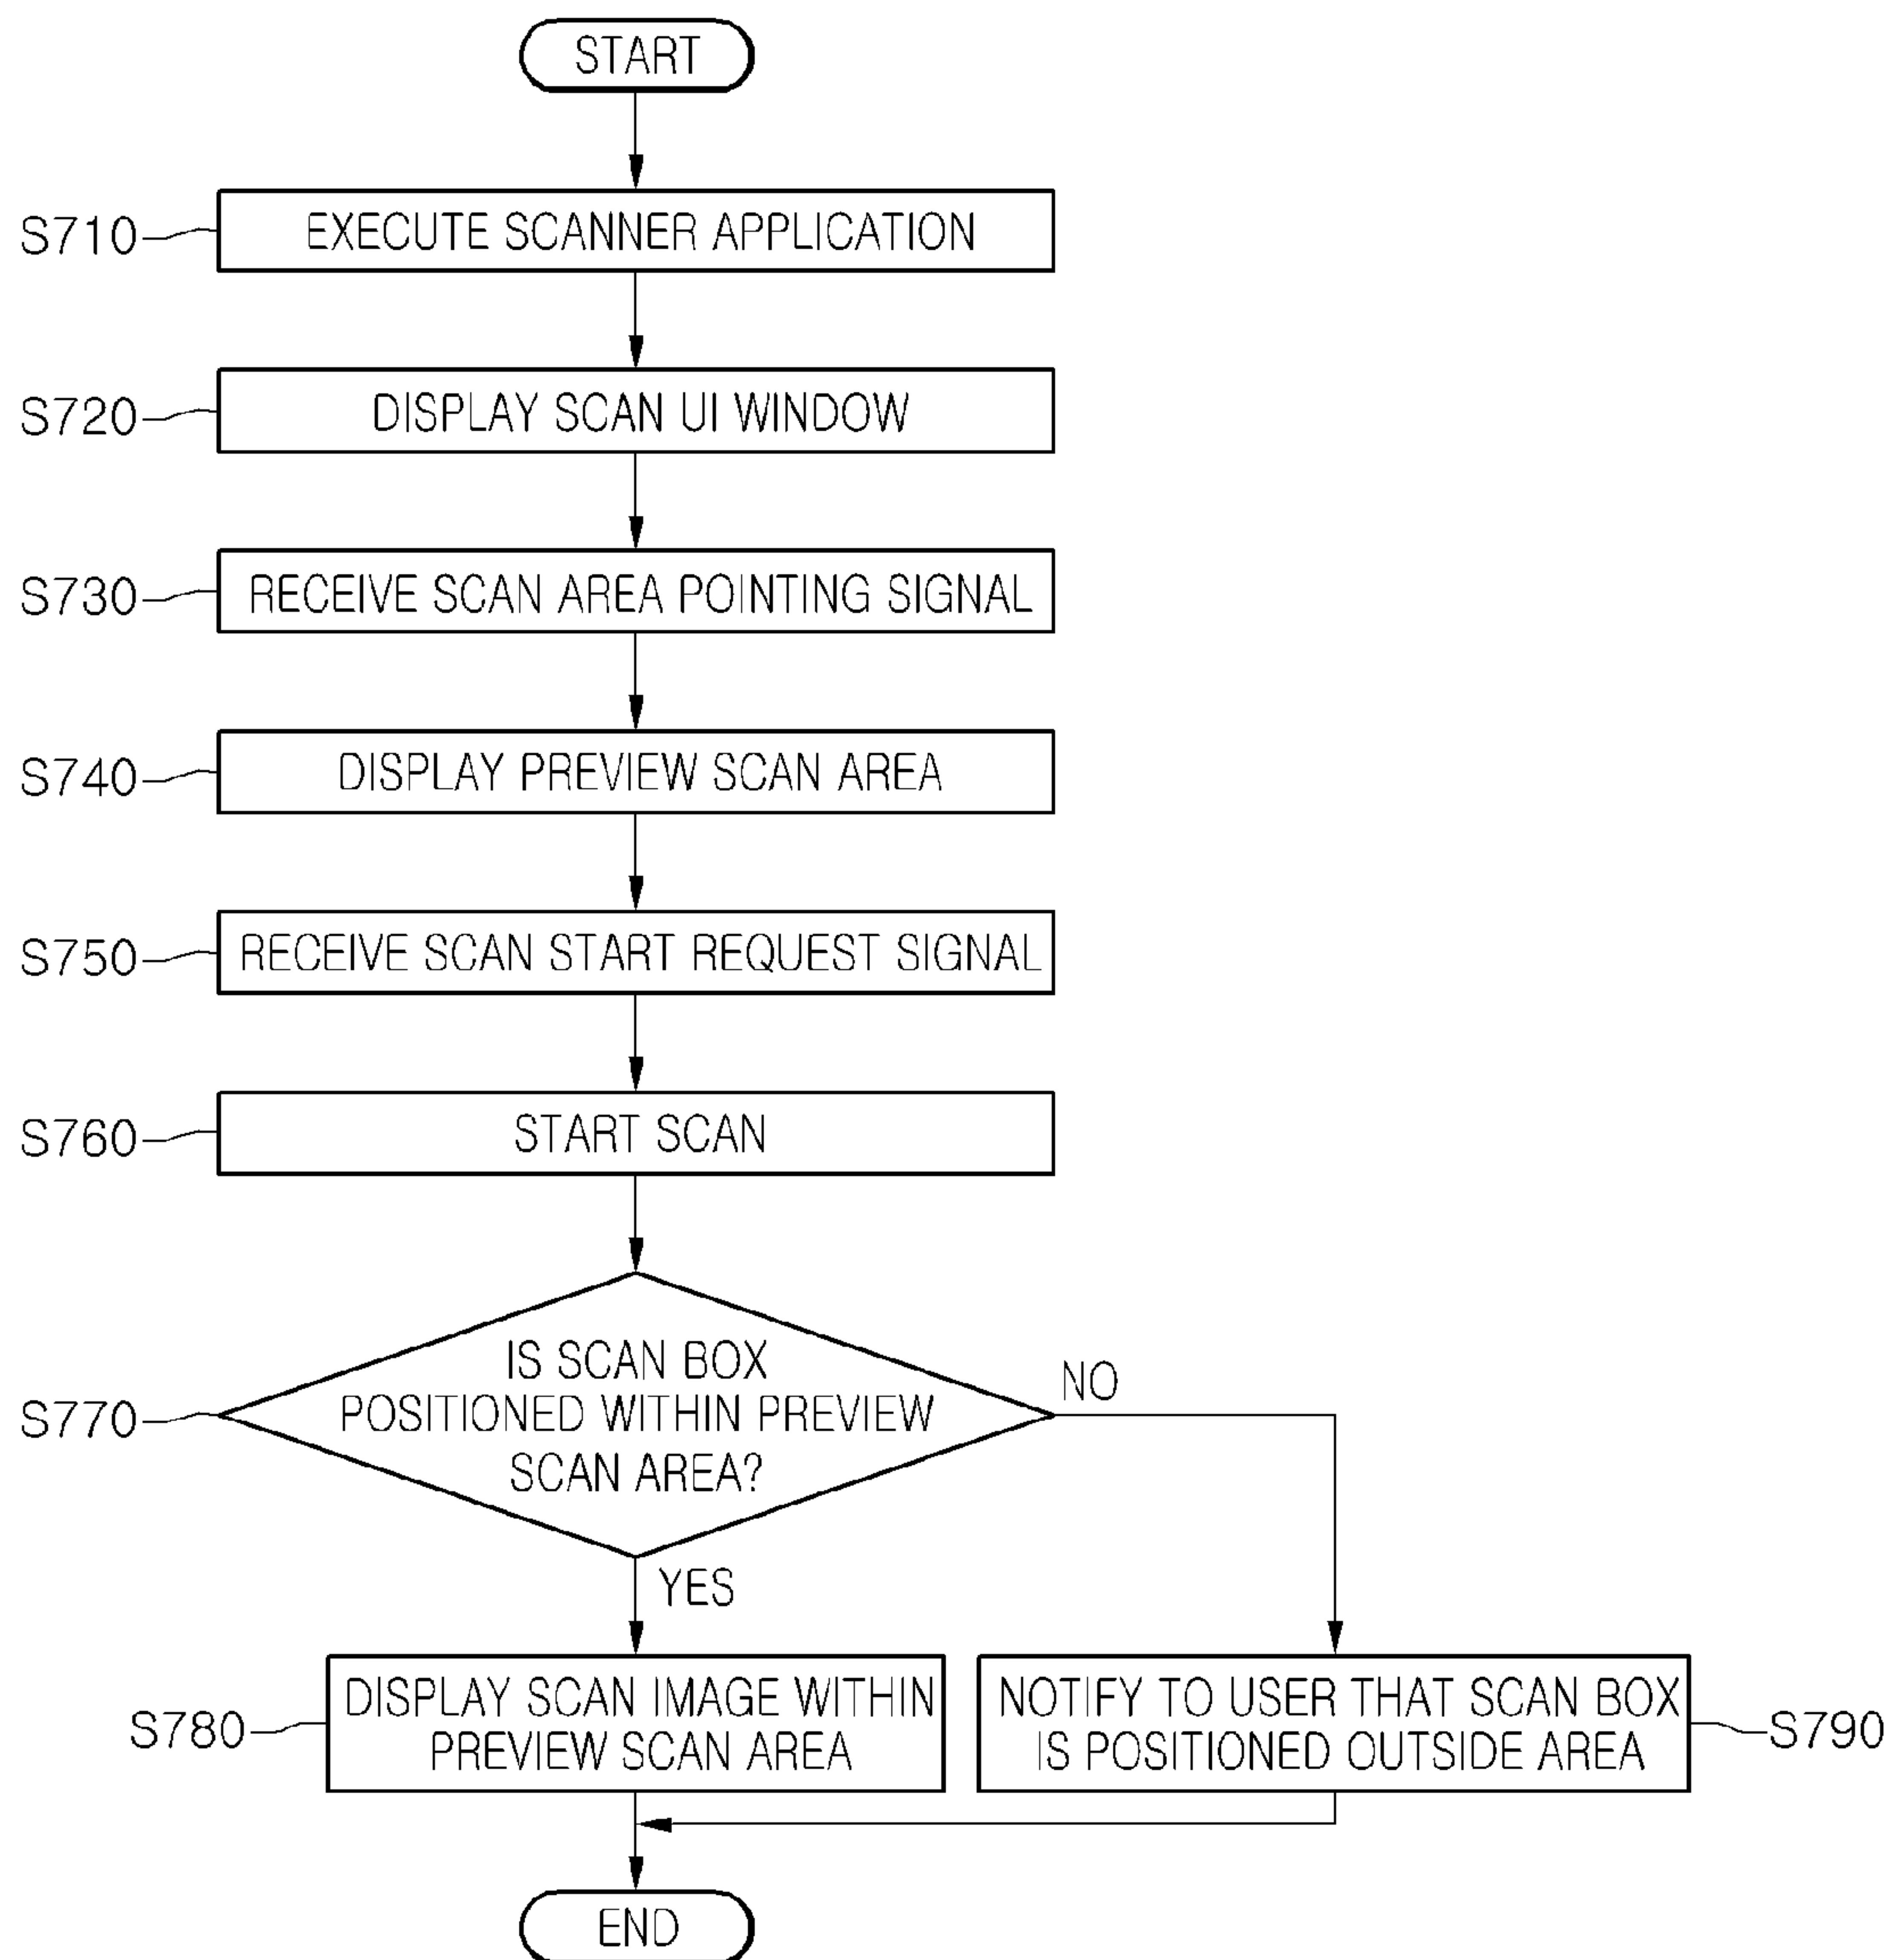 START
S710
EXECUTE SCANNER APPLICATION
S720
DISPLAY SCAN UI WINDOW
S730
RECEIVE SCAN AREA POINTING SIGNAL
S740
DISPLAY PREVIEW SCAN AREA
S750
RECEIVE SCAN START REQUEST SIGNAL
S760
START SCAN
S770
IS SCAN BOX
POSITIONED WITHIN PREVIEW
SCAN AREA?
NO
YES
S780
DISPLAY SCAN IMAGE WITHIN
PREVIEW SCAN AREA
NOTIFY TO USER THAT SCAN BOX
IS POSITIONED OUTSIDE AREA
S790
END